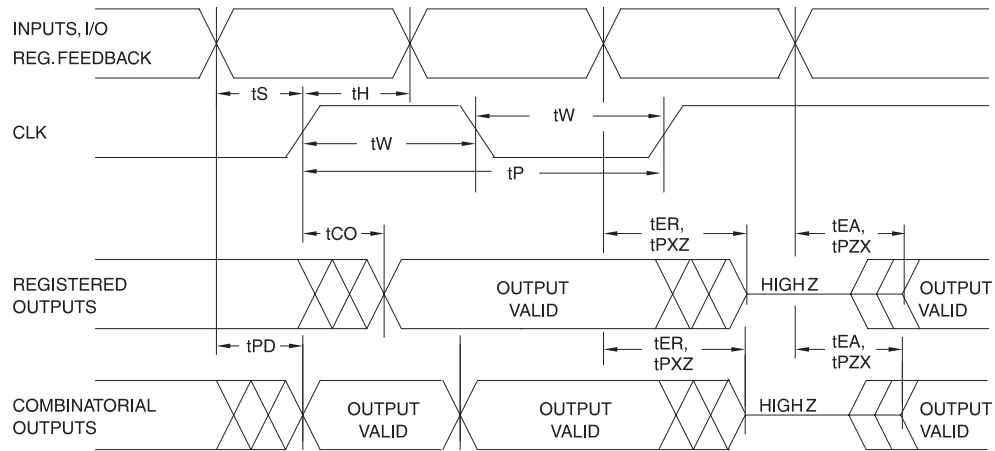 INPUTS, I/O
REG. FEEDBACK
tS
tH
CLK
tW
tW
tP
tCO
tER,
tPXZ
tEA,
tPZX
REGISTERED
OUTPUTS
OUTPUT
VALID
HIGH Z
OUTPUT
VALID
tPD
tER,
tPXZ
tEA,
tPZX
COMBINATORIAL
OUTPUTS
OUTPUT
VALID
OUTPUT
VALID
HIGH Z
OUTPUT
VALID